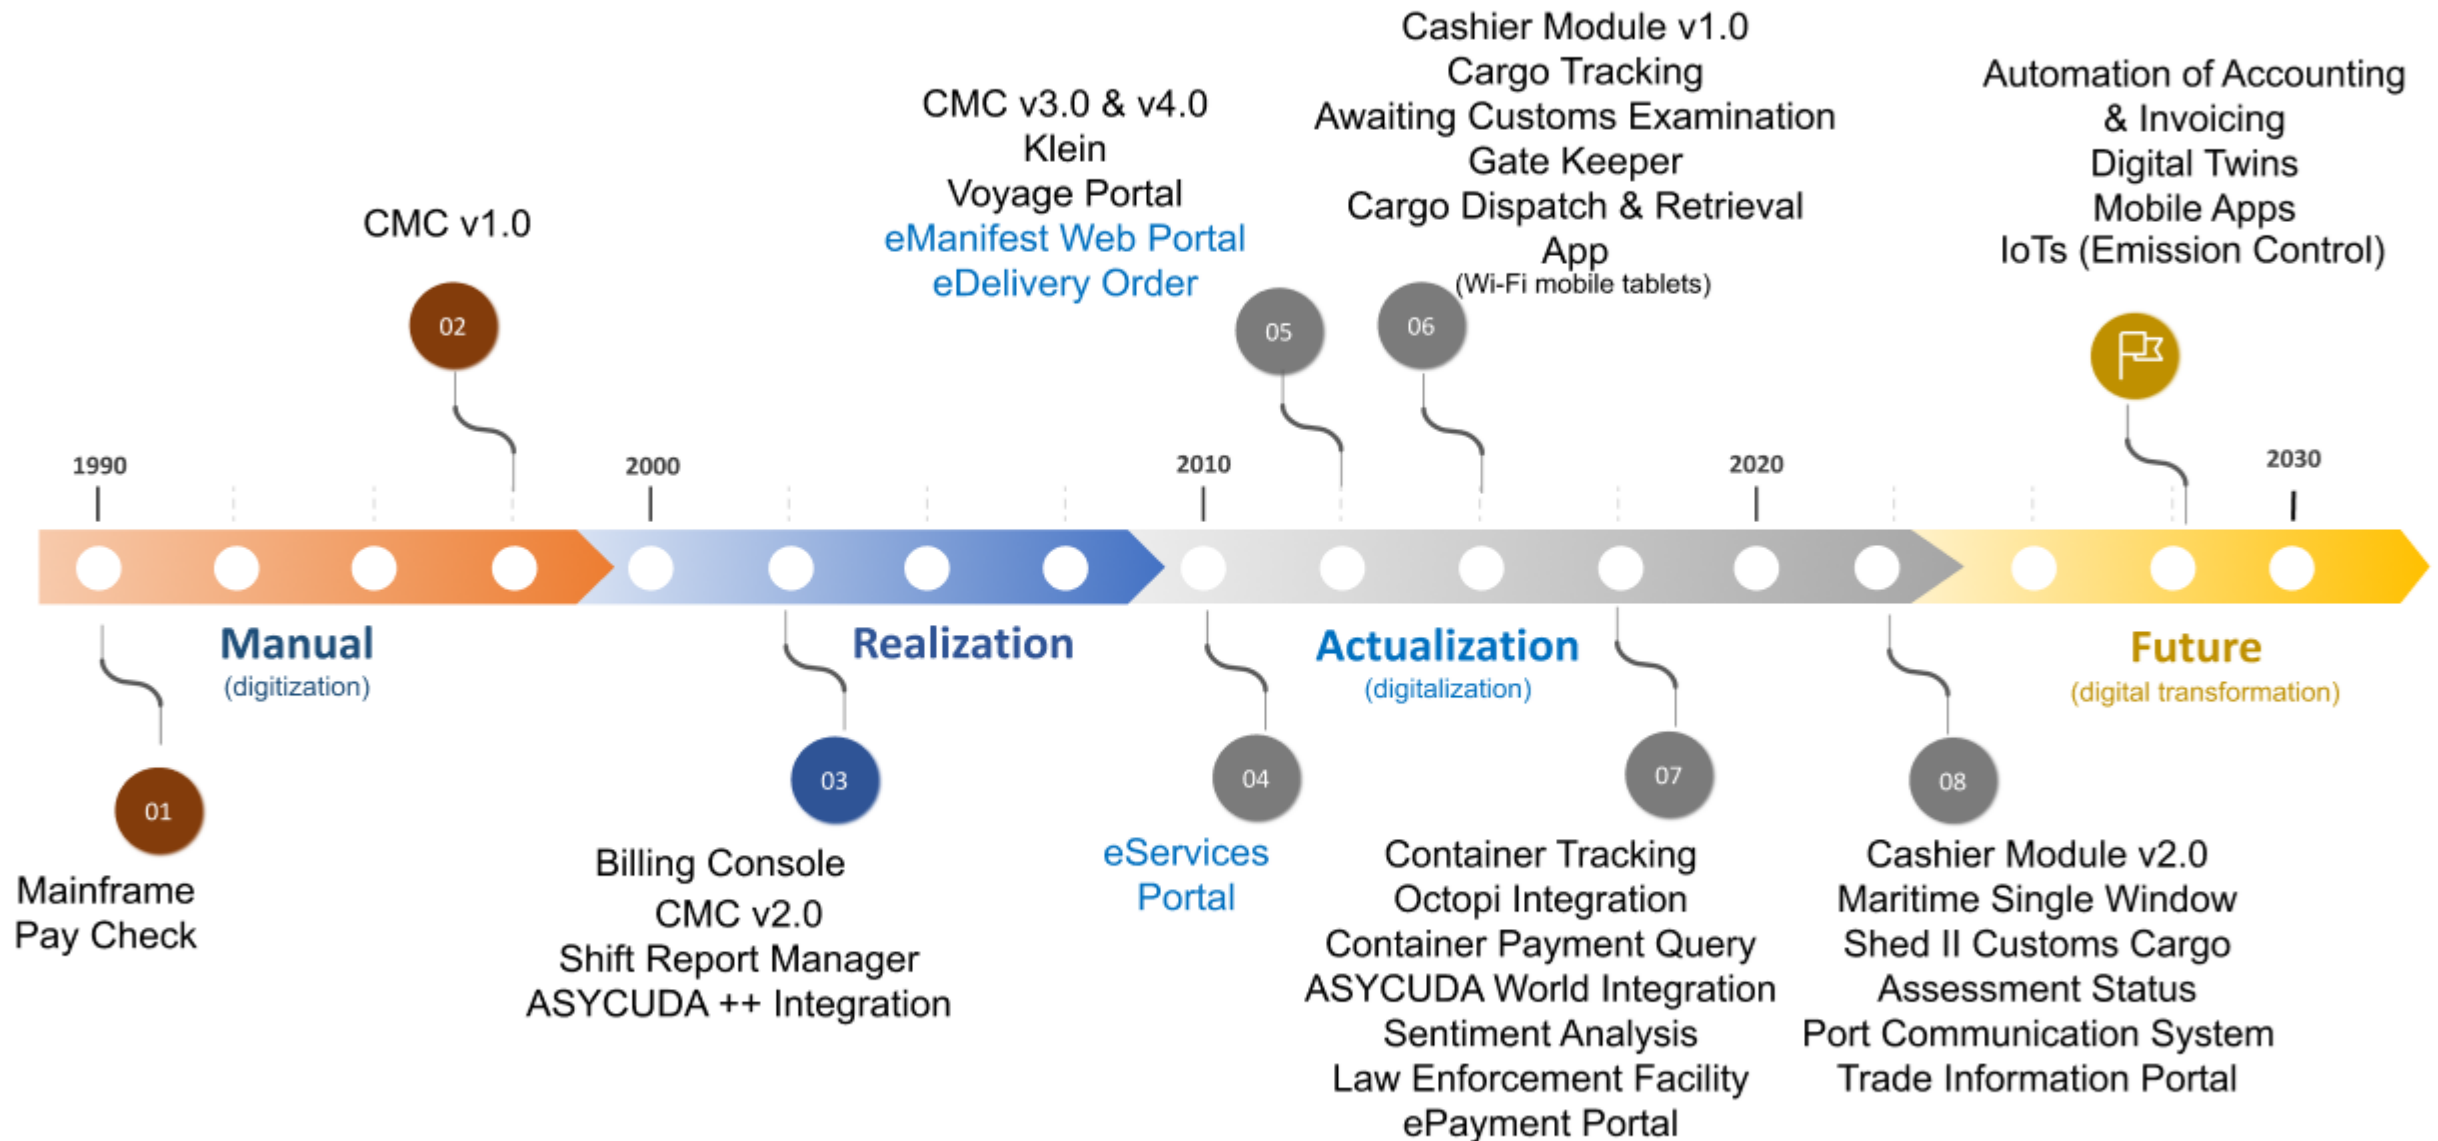 Cashier Module v1.0
Cargo Tracking
Awaiting Customs Examination
Gate Keeper
Cargo Dispatch & Retrieval
App
(Wi-Fi mobile tablets)
Automation of Accounting
& Invoicing
Digital Twins
Mobile Apps
IoTs (Emission Control)
CMC v3.0 & v4.0
Klein
Voyage Portal
eManifest Web Portal
eDelivery Order
CMC v1.0
02
05
06
1990
2000
2010
2020
2030
Manual
(digitization)
Realization
Actualization
(digitalization)
Future
(digital transformation)
01
Mainframe
Pay Check
03
Billing Console
CMC v2.0
Shift Report Manager
ASYCUDA ++ Integration
04
eServices
Portal
07
Container Tracking
Octopi Integration
Container Payment Query
ASYCUDA World Integration
Sentiment Analysis
Law Enforcement Facility
ePayment Portal
08
Cashier Module v2.0
Maritime Single Window
Shed II Customs Cargo
Assessment Status
Port Communication System
Trade Information Portal